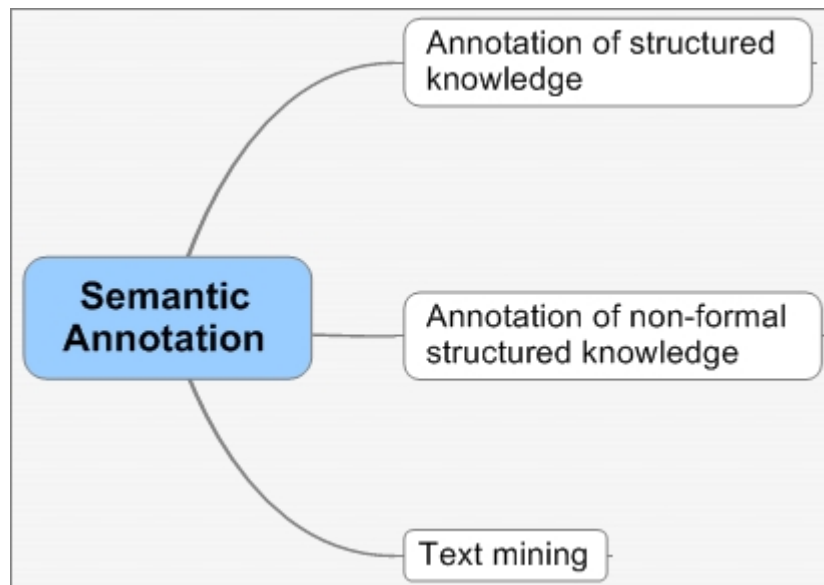 Annotation of structured
knowledge
Semantic
Annotation
Annotation of non-formal
structured knowledge
Text mining